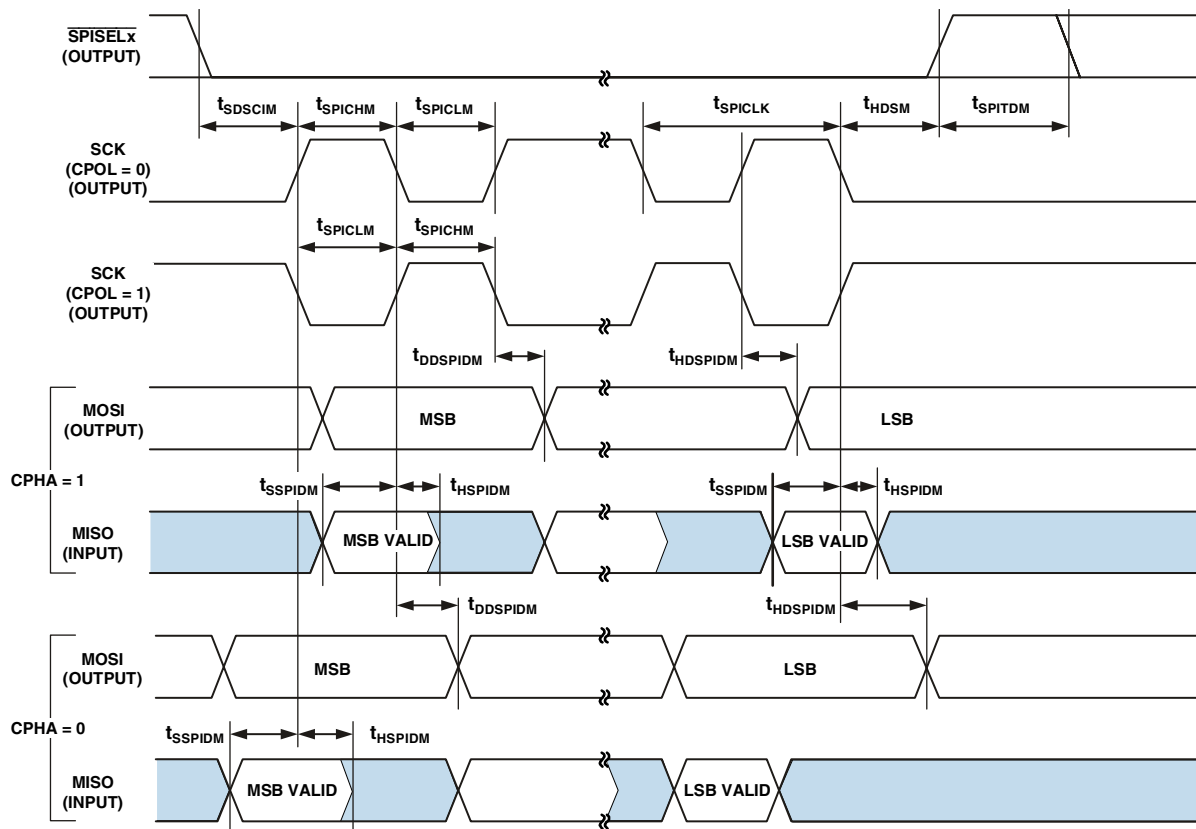 SPISELx
(OUTPUT)
tSDSCIM tSPICHM tSPICLM tSPICLK tHDSM tSPITDM
SCK
(CPOL = 0)
(OUTPUT)
tSPICLM tSPICHM
SCK
(CPOL = 1)
(OUTPUT)
tDDSPIDM tHDSPIDM
MOSI
(OUTPUT)
MSB LSB
CPHA = 1
tSSPIDM tHSPIDM tSSPIDM tHSPIDM
MISO
(INPUT)
MSB VALID LSB VALID
tDDSPIDM tHDSPIDM
MOSI
(OUTPUT)
MSB LSB
CPHA = 0
tSSPIDM tHSPIDM
MISO
(INPUT)
MSB VALID LSB VALID